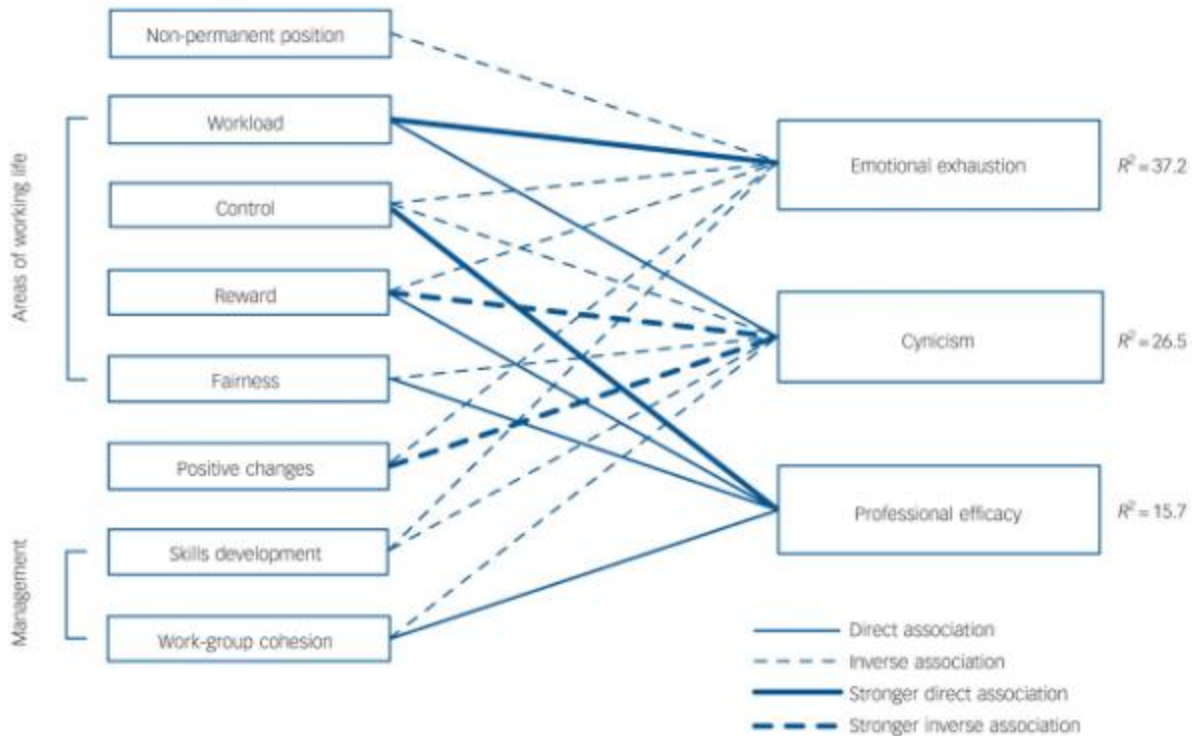 Non-permanent position
Areas of working life
Workload
Control
Reward
Fairness
Positive changes
Management
Skills development
Work-group cohesion
Emotional exhaustion
R² = 37.2
Cynicism
R² = 26.5
Professional efficacy
R² = 15.7
Direct association
Inverse association
Stronger direct association
Stronger inverse association